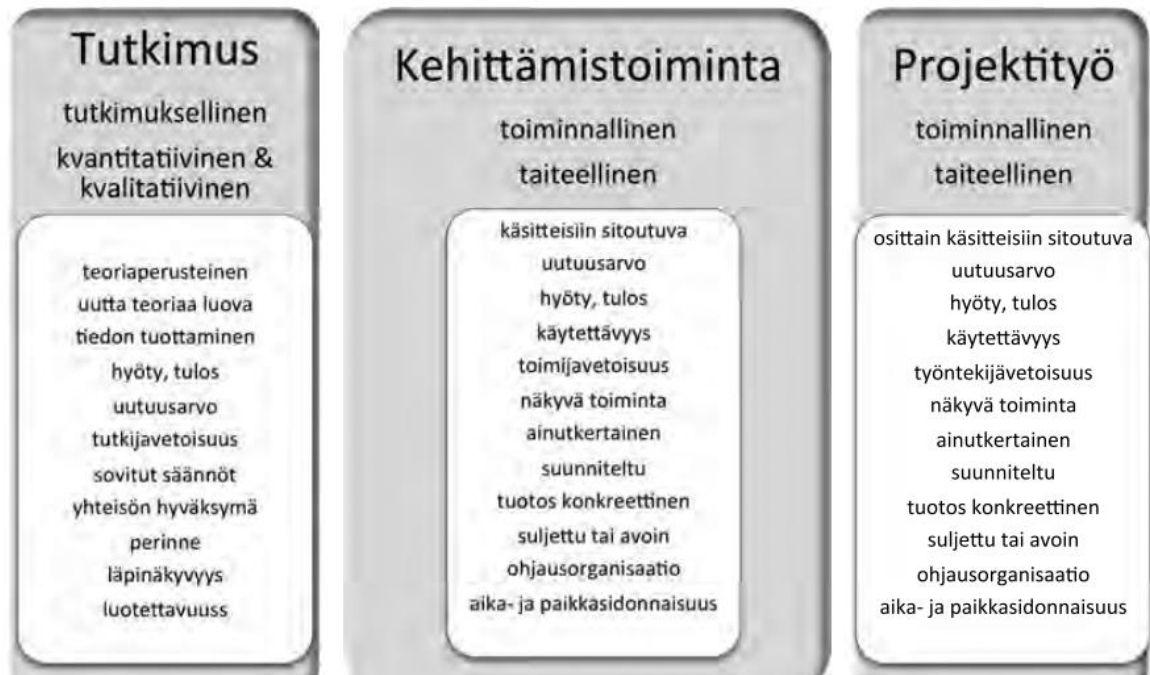 Tutkimus
tutkimuksellinen
kvantitatiivinen &
kvalitatiivinen
teoriaperusteinen
uutta teoriaa luova
tiedon tuottaminen
hyöty, tulos
uutuusarvo
tutkijavetoisuus
sovitut säännöt
yhteisön hyväksymä
perinne
läpinäkyvyys
luotettavuuss
Kehittämistoiminta
toiminnallinen
taiteellinen
käsitteisiin sitoutuva
uutuusarvo
hyöty, tulos
käytettävyys
toimijavetoisuus
näkyvä toiminta
ainutkertainen
suunniteltu
tuotos konkreettinen
suljettu tai avoin
ohjausorganisaatio
aika- ja paikkasidonnaisuus
Projektityö
toiminnallinen
taiteellinen
osittain käsitteisiin sitoutuva
uutuusarvo
hyöty, tulos
käytettävyys
työntekijävetoisuus
näkyvä toiminta
ainutkertainen
suunniteltu
tuotos konkreettinen
suljettu tai avoin
ohjausorganisaatio
aika- ja paikkasidonnaisuus